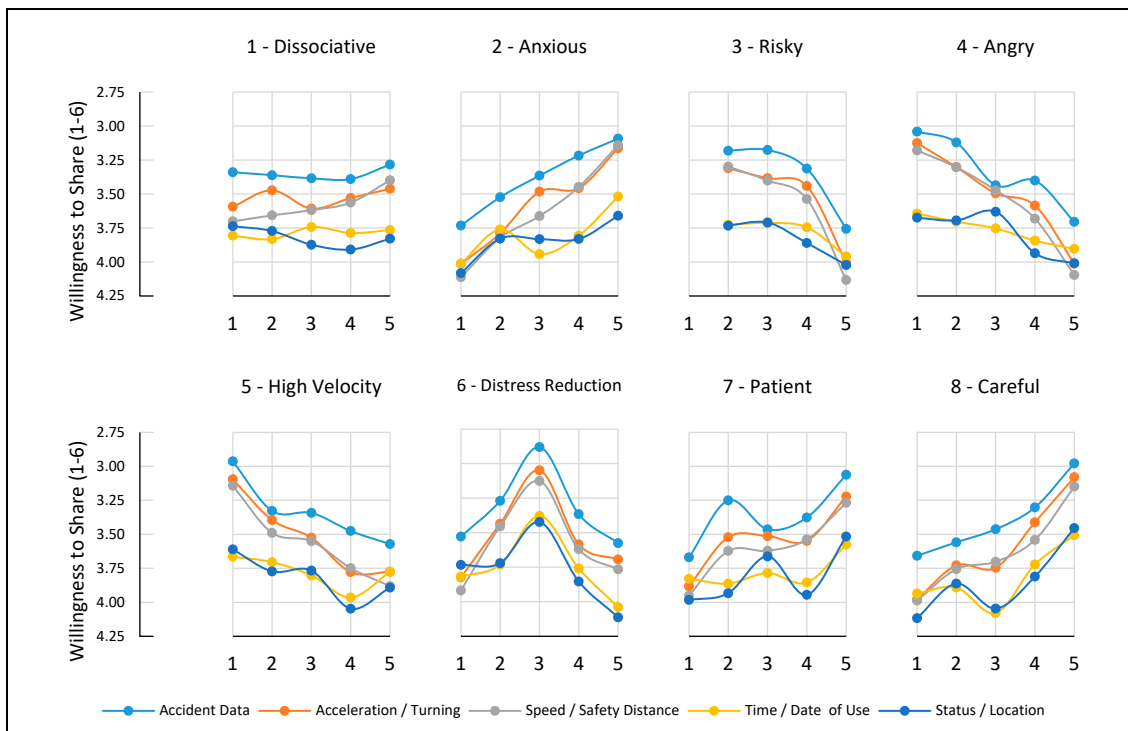 1 - Dissociative 2 - Anxious 3 - Risky 4 - Angry
Willingness to Share (1-6)
2.75
3.00
3.25
3.50
3.75
4.00
4.25
1 2 3 4 5 1 2 3 4 5 1 2 3 4 5 1 2 3 4 5
5 - High Velocity 6 - Distress Reduction 7 - Patient 8 - Careful
Willingness to Share (1-6)
2.75
3.00
3.25
3.50
3.75
4.00
4.25
1 2 3 4 5 1 2 3 4 5 1 2 3 4 5 1 2 3 4 5
Accident Data Acceleration / Turning Speed / Safety Distance Time / Date of Use Status / Location